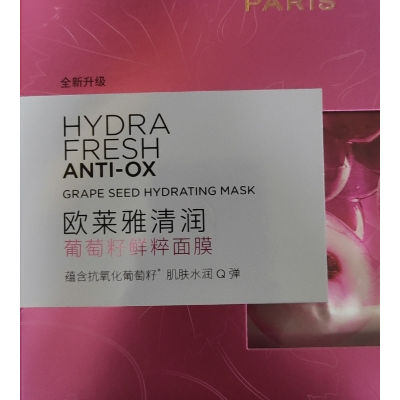 PARIS
全新升级
HYDRA
FRESH
ANTI-OX
GRAPE SEED HYDRATING MASK
欧莱雅清润
葡萄籽鲜粹面膜
蕴含抗氧化葡萄籽* 肌肤水润Q弹